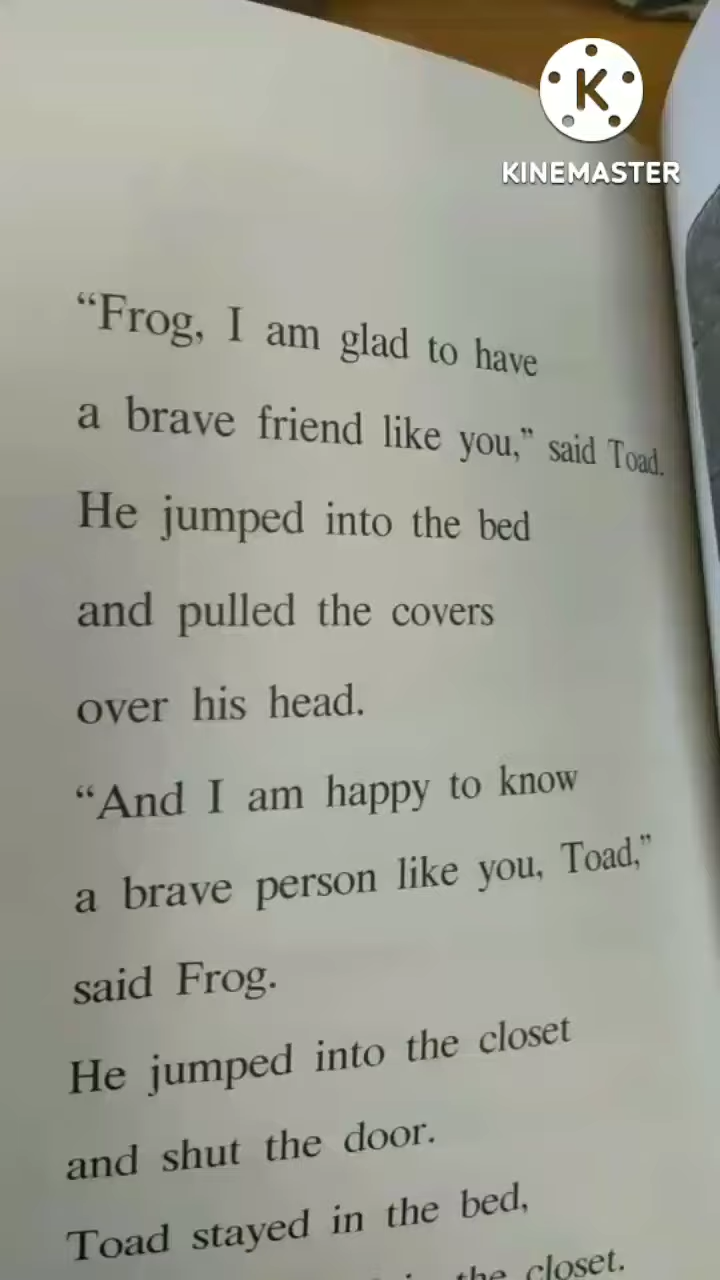 K
KINEMASTER
“Frog, I am glad to have
a brave friend like you,” said Toad.
He jumped into the bed
and pulled the covers
over his head.
“And I am happy to know
a brave person like you, Toad,”
said Frog.
He jumped into the closet
and shut the door.
Toad stayed in the bed,
the closet.